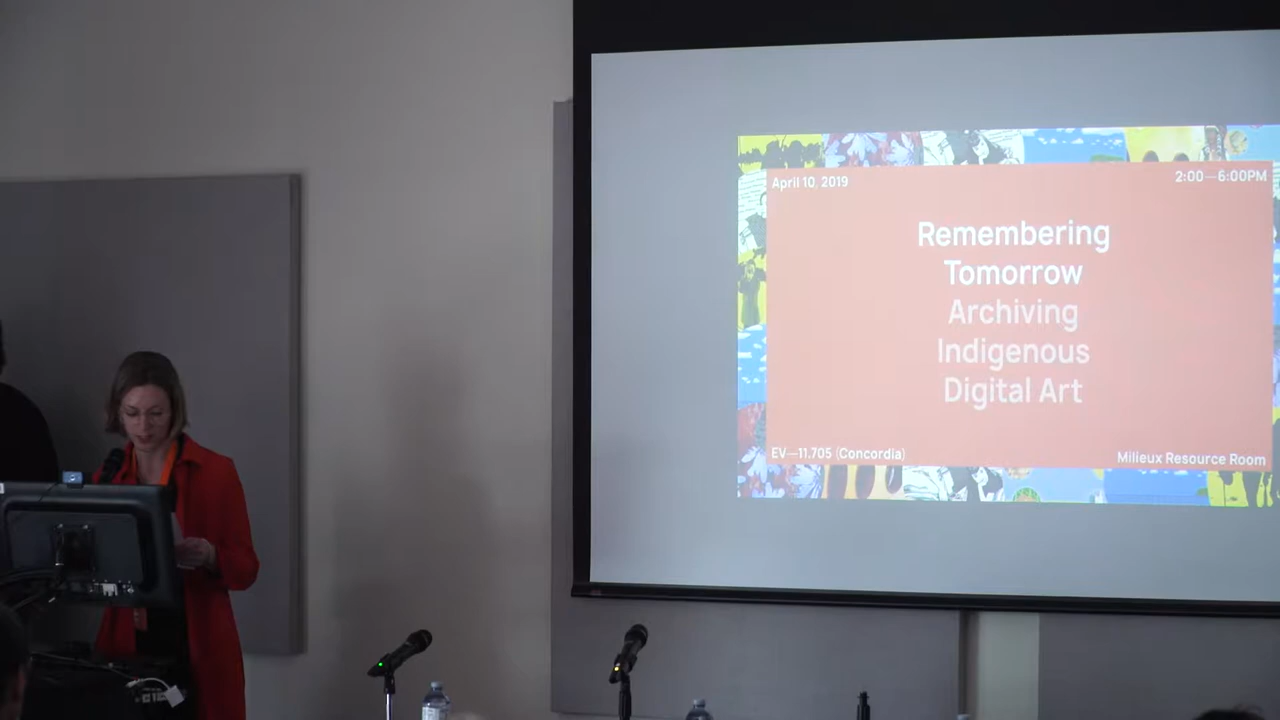 April 10, 2019
2:00—6:00PM
Remembering
Tomorrow
Archiving
Indigenous
Digital Art
EV—11.705 (Concordia)
Milieux Resource Room